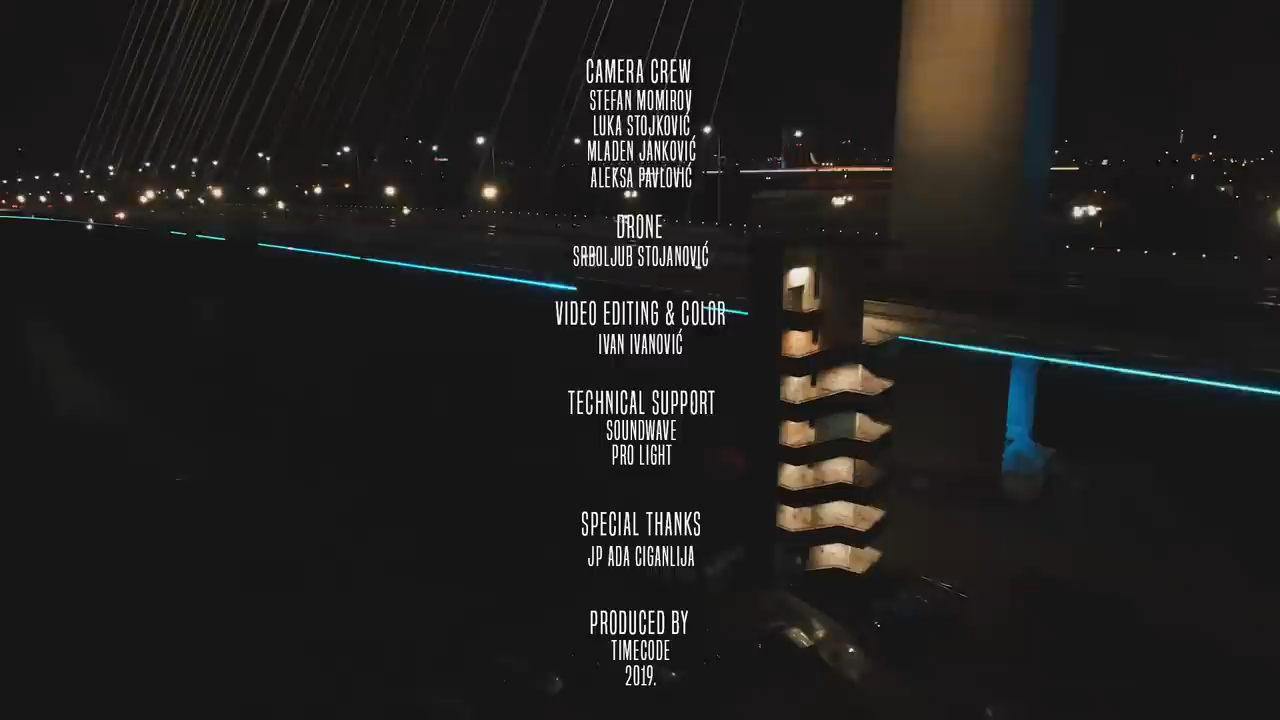 CAMERA CREW
STEFAN MOMIROV
LUKA STOJKOVIĆ
MLADEN JANKOVIĆ
ALEKSA PAVLOVIĆ
DRONE
SRBOLJUB STOJANOVIĆ
VIDEO EDITING & COLOR
IVAN IVANOVIĆ
TECHNICAL SUPPORT
SOUNDWAVE
PRO LIGHT
SPECIAL THANKS
JP ADA CIGANLIJA
PRODUCED BY
TIMECODE
2019.